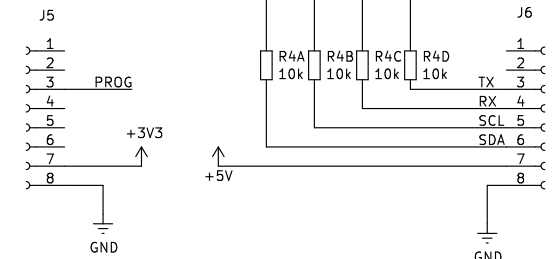 J5
1
2
3 PROG
4
5
6
7
8
+3V3
GND
+5V
R4A
10k
R4B
10k
R4C
10k
R4D
10k
J6
1
2
TX 3
RX 4
SCL 5
SDA 6
7
8
GND